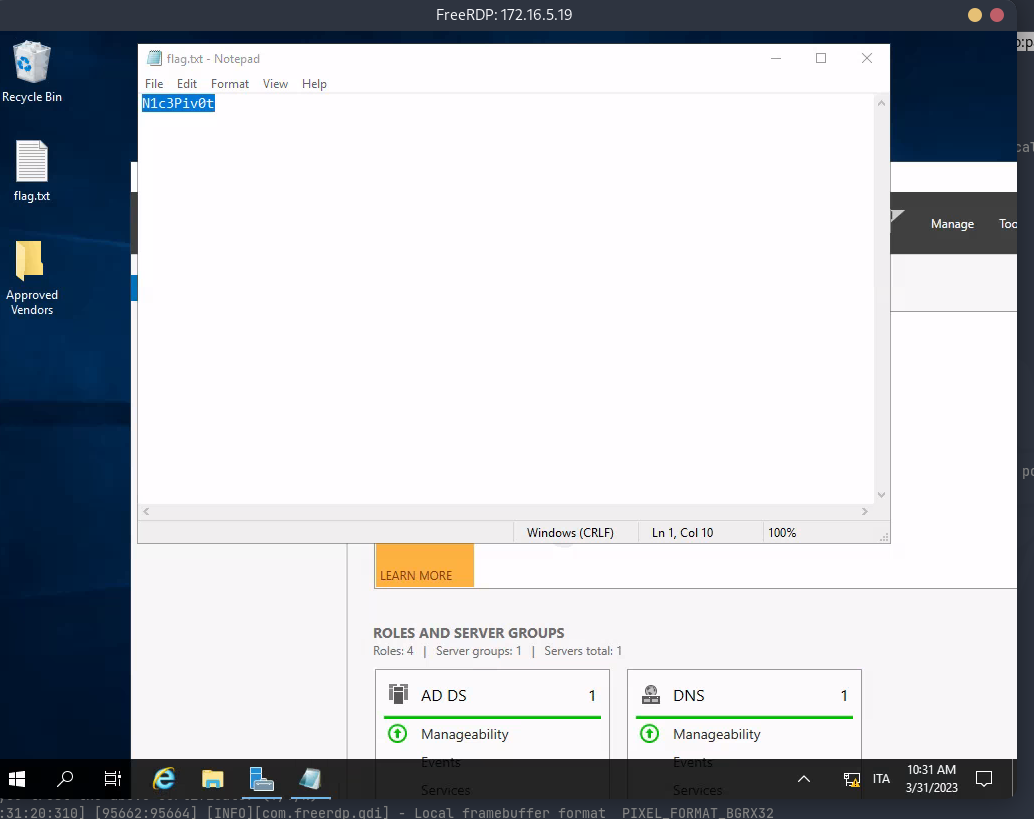 FreeRDP: 172.16.5.19
Recycle Bin
flag.txt
Approved
Vendors
flag.txt - Notepad
File Edit Format View Help
N1c3Piv0t
Windows (CRLF) Ln 1, Col 10 100%
Manage
LEARN MORE
ROLES AND SERVER GROUPS
Roles: 4 | Server groups: 1 | Servers total: 1
AD DS 1
Manageability
Events
Services
DNS 1
Manageability
Events
Services
ITA
10:31 AM
3/31/2023
:31:20:310] [95662:95664] [INFO][com.freerdp.gdi] - Local framebuffer format PIXEL_FORMAT_BGRX32